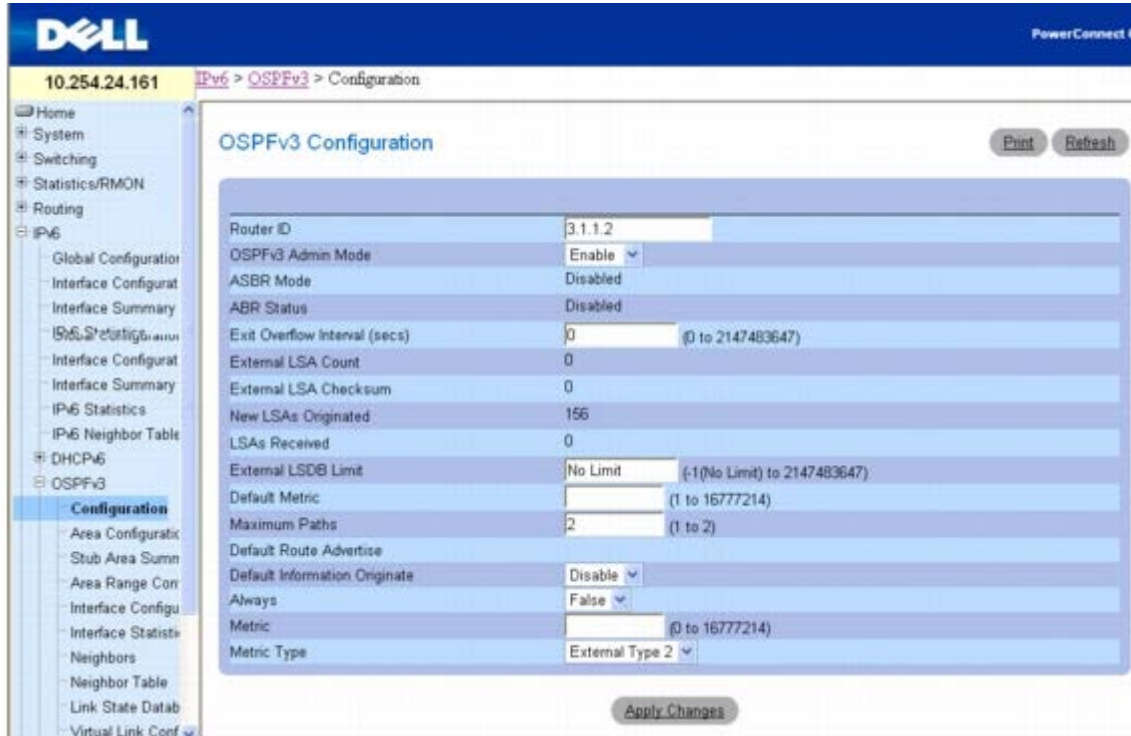 DELL
PowerConnect
10.254.24.161
IPv6 > OSPFv3 > Configuration
Home
System
Switching
Statistics/RMON
Routing
IPv6
Global Configuration
Interface Configurat
Interface Summary
Interface Configurat
Interface Summary
IPv6 Statistics
IPv6 Neighbor Table
DHCPv6
OSPFv3
Configuration
Area Configuratic
Stub Area Summ
Area Range Con
Interface Configu
Interface Statisti
Neighbors
Neighbor Table
Link State Datab
Virtual Link Conf
OSPFv3 Configuration
Print Refresh
Router ID 3.1.1.2
OSPFv3 Admin Mode Enable
ASBR Mode Disabled
ABR Status Disabled
Exit Overflow Interval (secs) 0 (0 to 2147483647)
External LSA Count 0
External LSA Checksum 0
New LSAs Originated 156
LSAs Received 0
External LSDB Limit No Limit (-1(No Limit) to 2147483647)
Default Metric (1 to 16777214)
Maximum Paths 2 (1 to 2)
Default Route Advertise
Default Information Originate Disable
Always False
Metric (0 to 16777214)
Metric Type External Type 2
Apply Changes